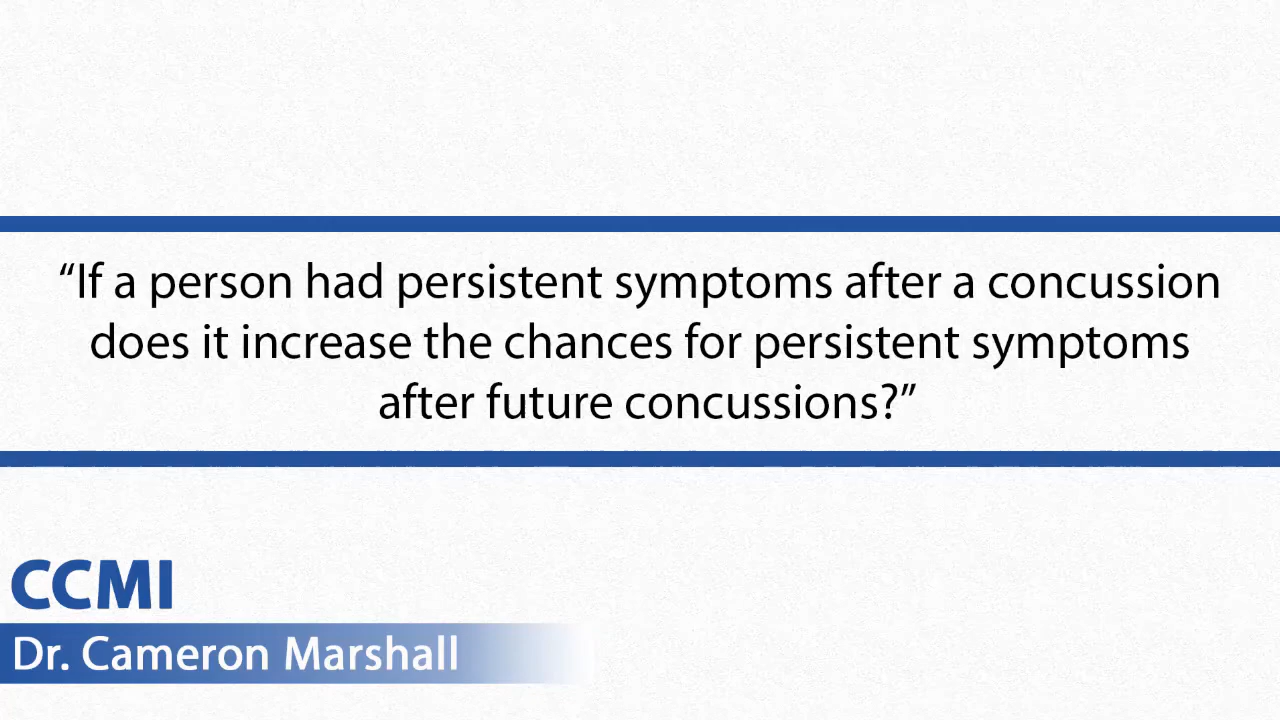 “If a person had persistent symptoms after a concussion
does it increase the chances for persistent symptoms
after future concussions?”
CCMI
Dr. Cameron Marshall